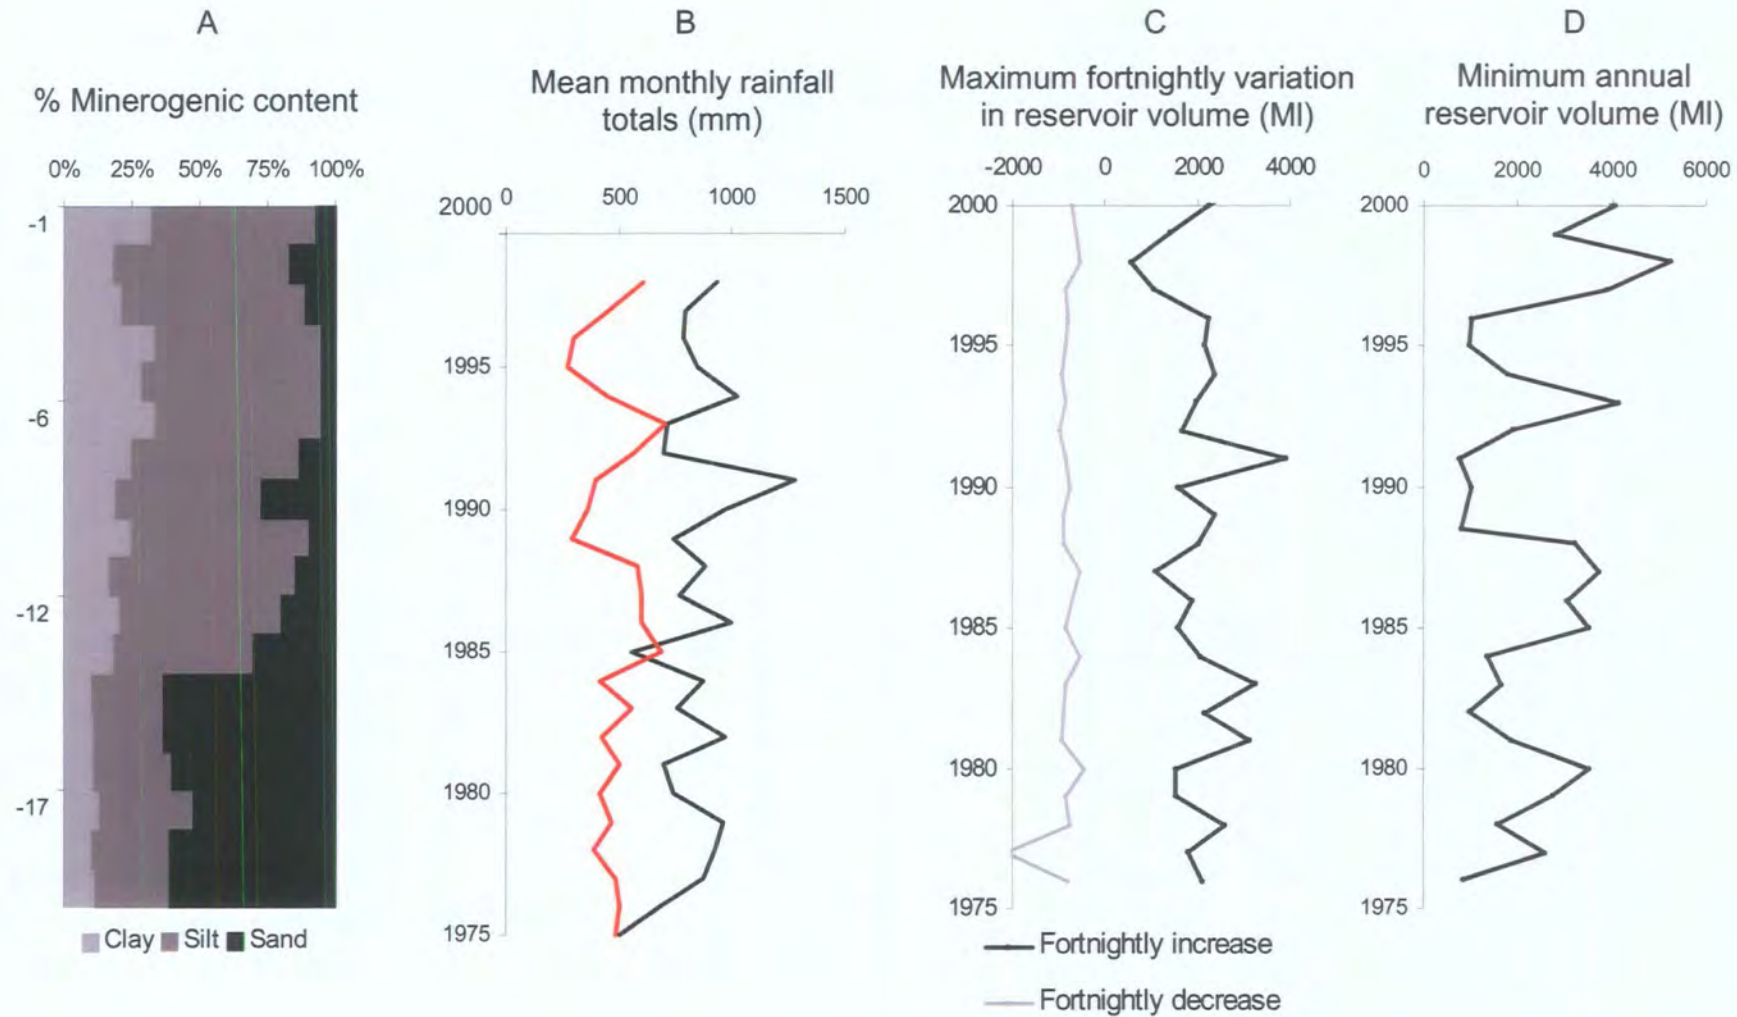 A
B
C
D
% Minerogenic content
Mean monthly rainfall
totals (mm)
Maximum fortnightly variation
in reservoir volume (Ml)
Minimum annual
reservoir volume (Ml)
0% 25% 50% 75% 100%
-1
-6
-12
-17
Clay Silt Sand
0 500 1000 1500
2000
1995
1990
1985
1980
1975
-2000 0 2000 4000
2000
1995
1990
1985
1980
1975
Fortnightly increase
Fortnightly decrease
0 2000 4000 6000
2000
1995
1990
1985
1980
1975